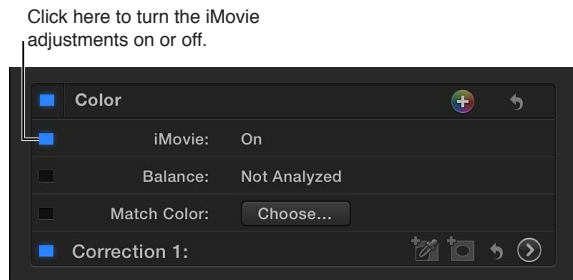 Click here to turn the iMovie
adjustments on or off.
Color
iMovie: On
Balance: Not Analyzed
Match Color: Choose...
Correction 1: